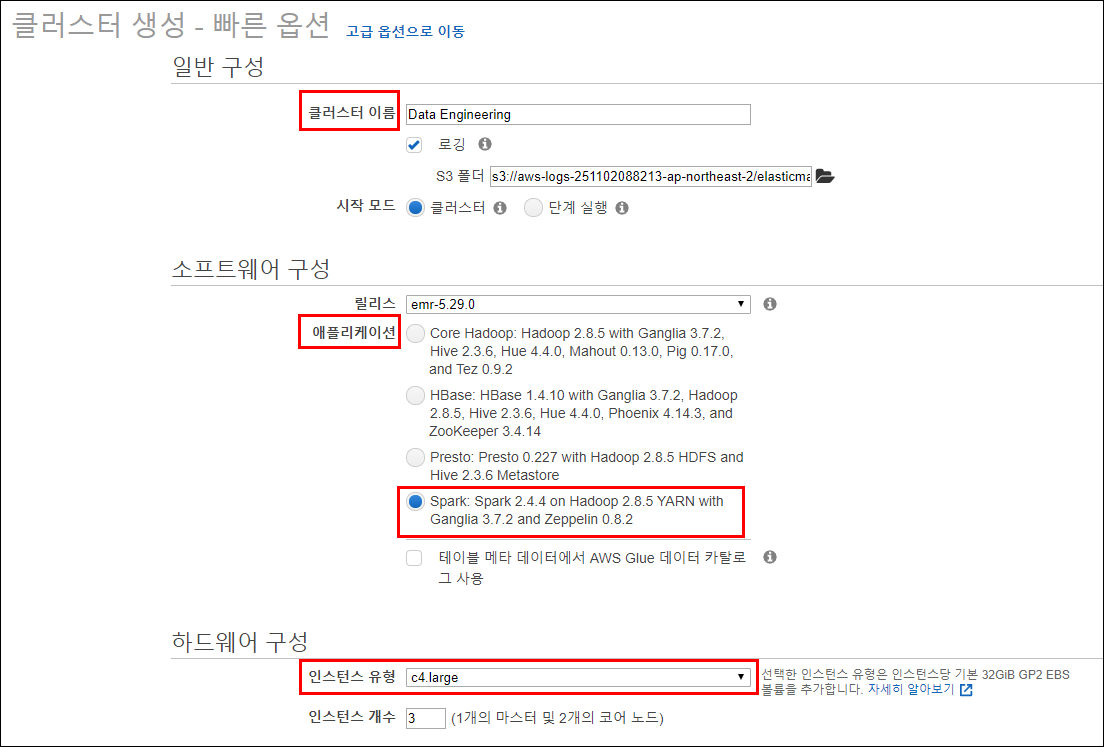 클러스터 생성 - 빠른 옵션 고급 옵션으로 이동
일반 구성
클러스터 이름 Data Engineering
로깅
S3 폴더 s3://aws-logs-251102088213-ap-northeast-2/elasticma
시작 모드 클러스터 단계 실행
소프트웨어 구성
릴리스 emr-5.29.0
애플리케이션 Core Hadoop: Hadoop 2.8.5 with Ganglia 3.7.2,
Hive 2.3.6, Hue 4.4.0, Mahout 0.13.0, Pig 0.17.0,
and Tez 0.9.2
HBase: HBase 1.4.10 with Ganglia 3.7.2, Hadoop
2.8.5, Hive 2.3.6, Hue 4.4.0, Phoenix 4.14.3, and
ZooKeeper 3.4.14
Presto: Presto 0.227 with Hadoop 2.8.5 HDFS and
Hive 2.3.6 Metastore
Spark: Spark 2.4.4 on Hadoop 2.8.5 YARN with
Ganglia 3.7.2 and Zeppelin 0.8.2
테이블 메타 데이터에서 AWS Glue 데이터 카탈로
그 사용
하드웨어 구성
인스턴스 유형 c4.large 선택한 인스턴스 유형은 인스턴스당 기본 32GiB GP2 EBS
볼륨을 추가합니다. 자세히 알아보기
인스턴스 개수 3 (1개의 마스터 및 2개의 코어 노드)